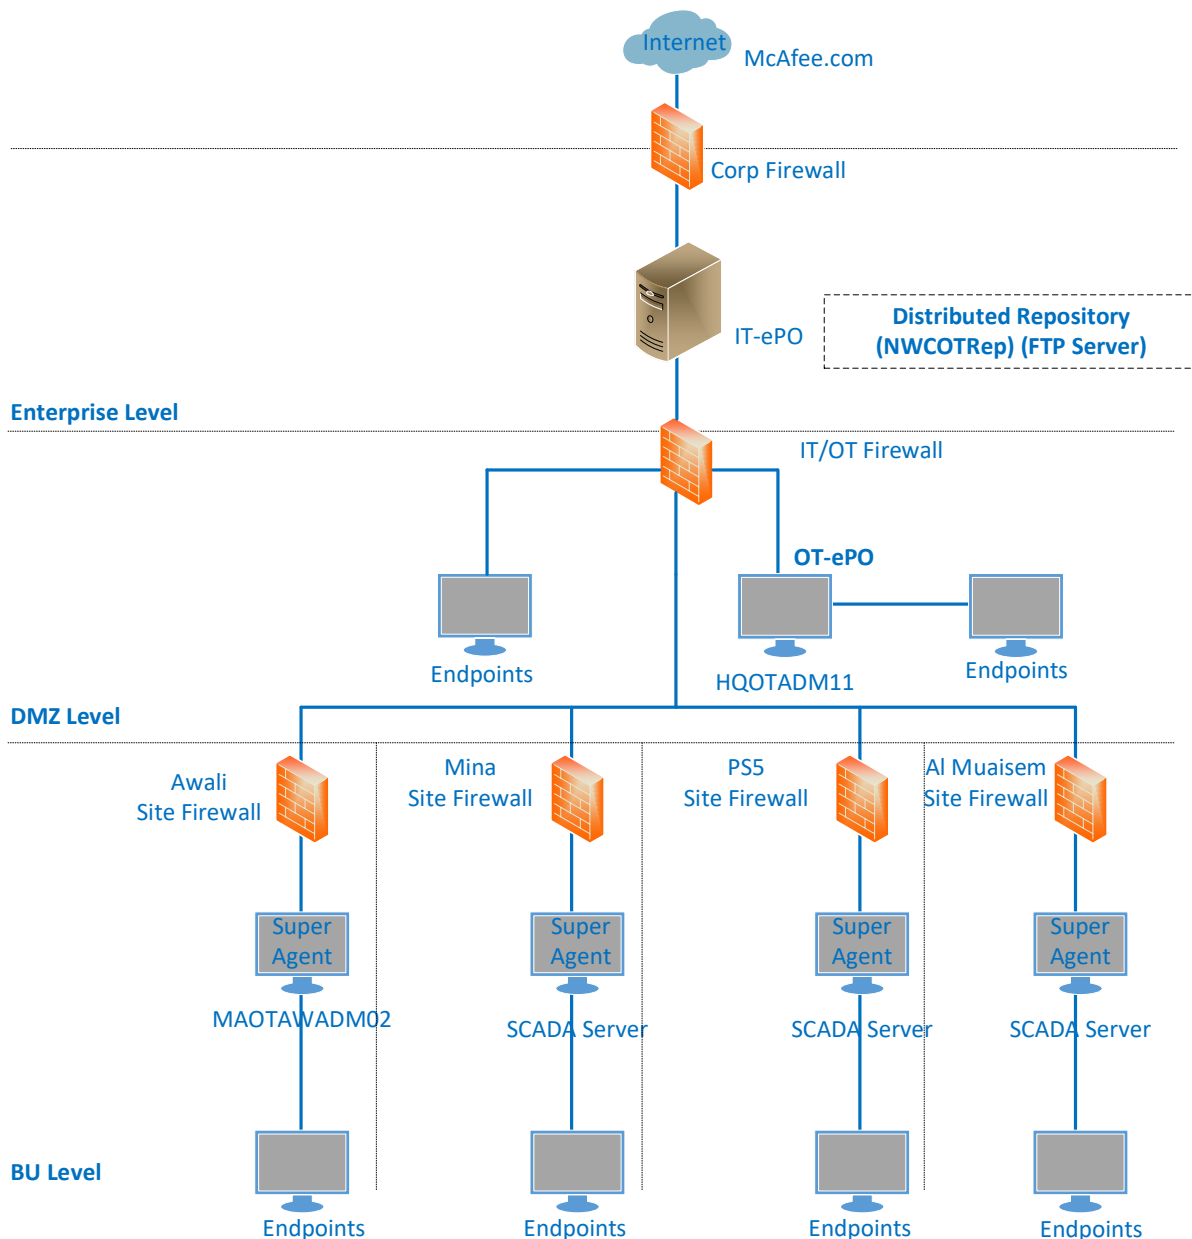 Internet
McAfee.com
Corp Firewall
IT-ePO
Distributed Repository
(NWCOTRep) (FTP Server)
Enterprise Level
IT/OT Firewall
OT-ePO
Endpoints
HQOTADM11
Endpoints
DMZ Level
Awali
Site Firewall
Mina
Site Firewall
PS5
Site Firewall
Al Muaisem
Site Firewall
Super
Agent
Super
Agent
Super
Agent
Super
Agent
MAOTAWADM02
SCADA Server
SCADA Server
SCADA Server
BU Level
Endpoints
Endpoints
Endpoints
Endpoints